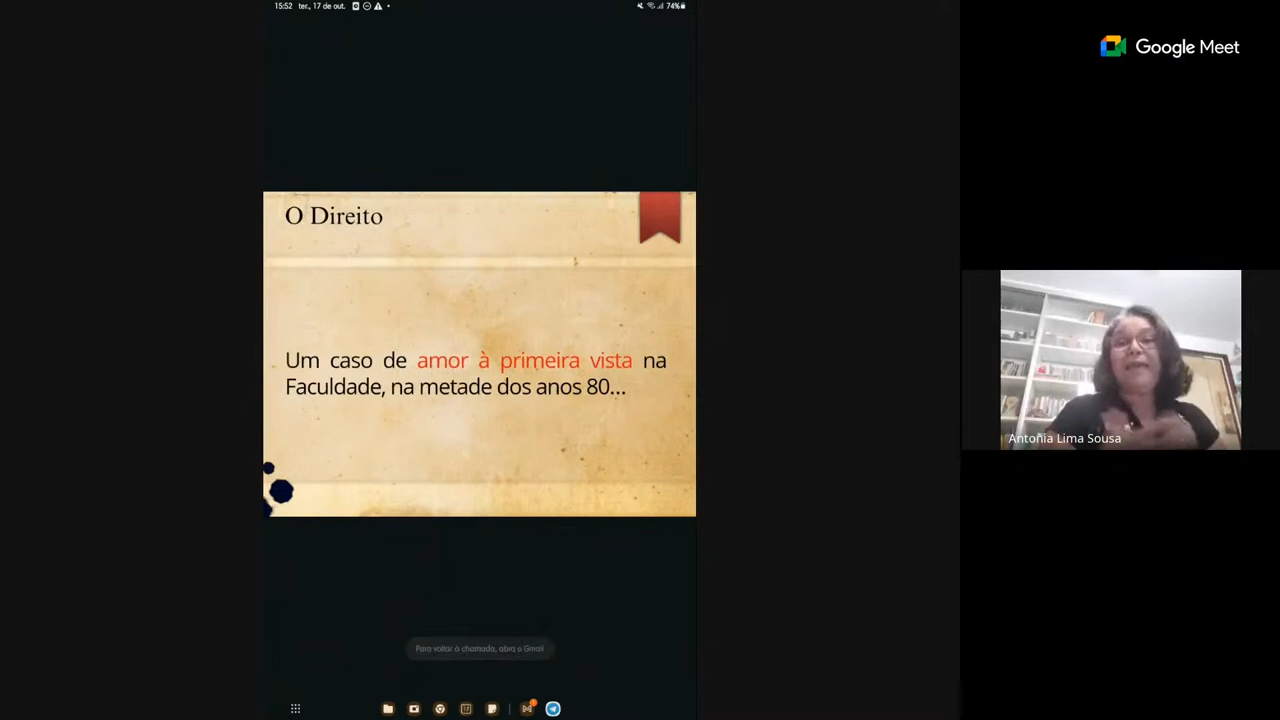 15:52 ter., 17 de out.
74%
Google Meet
O Direito
Um caso de amor à primeira vista na
Faculdade, na metade dos anos 80...
Antonia Lima Sousa
Para voltar à chamada, abra o Gmail
17